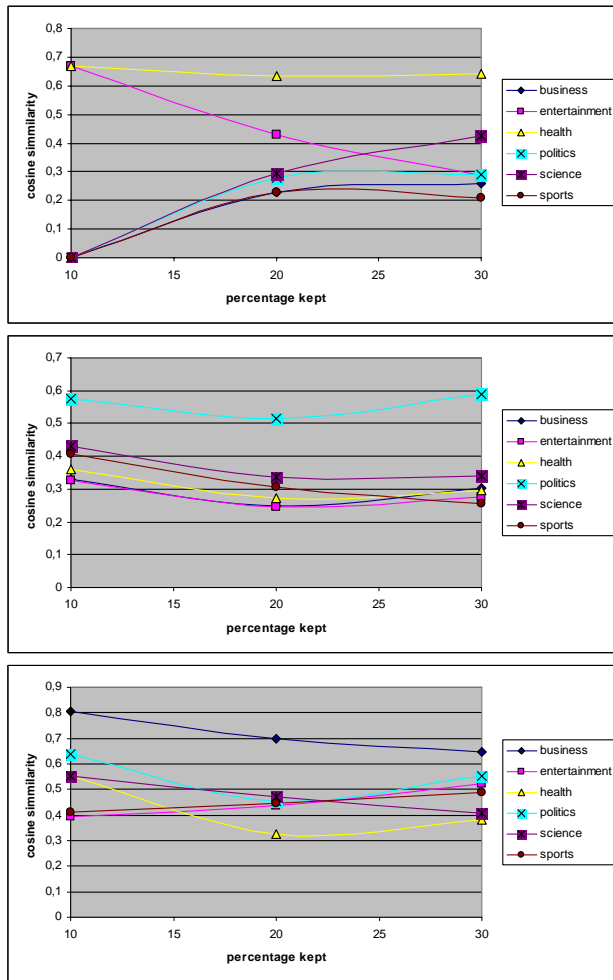 0,8
0,7
0,6
0,5
0,4
0,3
0,2
0,1
0
10 15 20 25 30
percentage kept
cosine simmilarity
business
entertainment
health
politics
science
sports
0,7
0,6
0,5
0,4
0,3
0,2
0,1
0
10 15 20 25 30
percentage kept
cosine simmilarity
business
entertainment
health
politics
science
sports
0,9
0,8
0,7
0,6
0,5
0,4
0,3
0,2
0,1
0
10 15 20 25 30
percentage kept
cosine simmilarity
business
entertainment
health
politics
science
sports